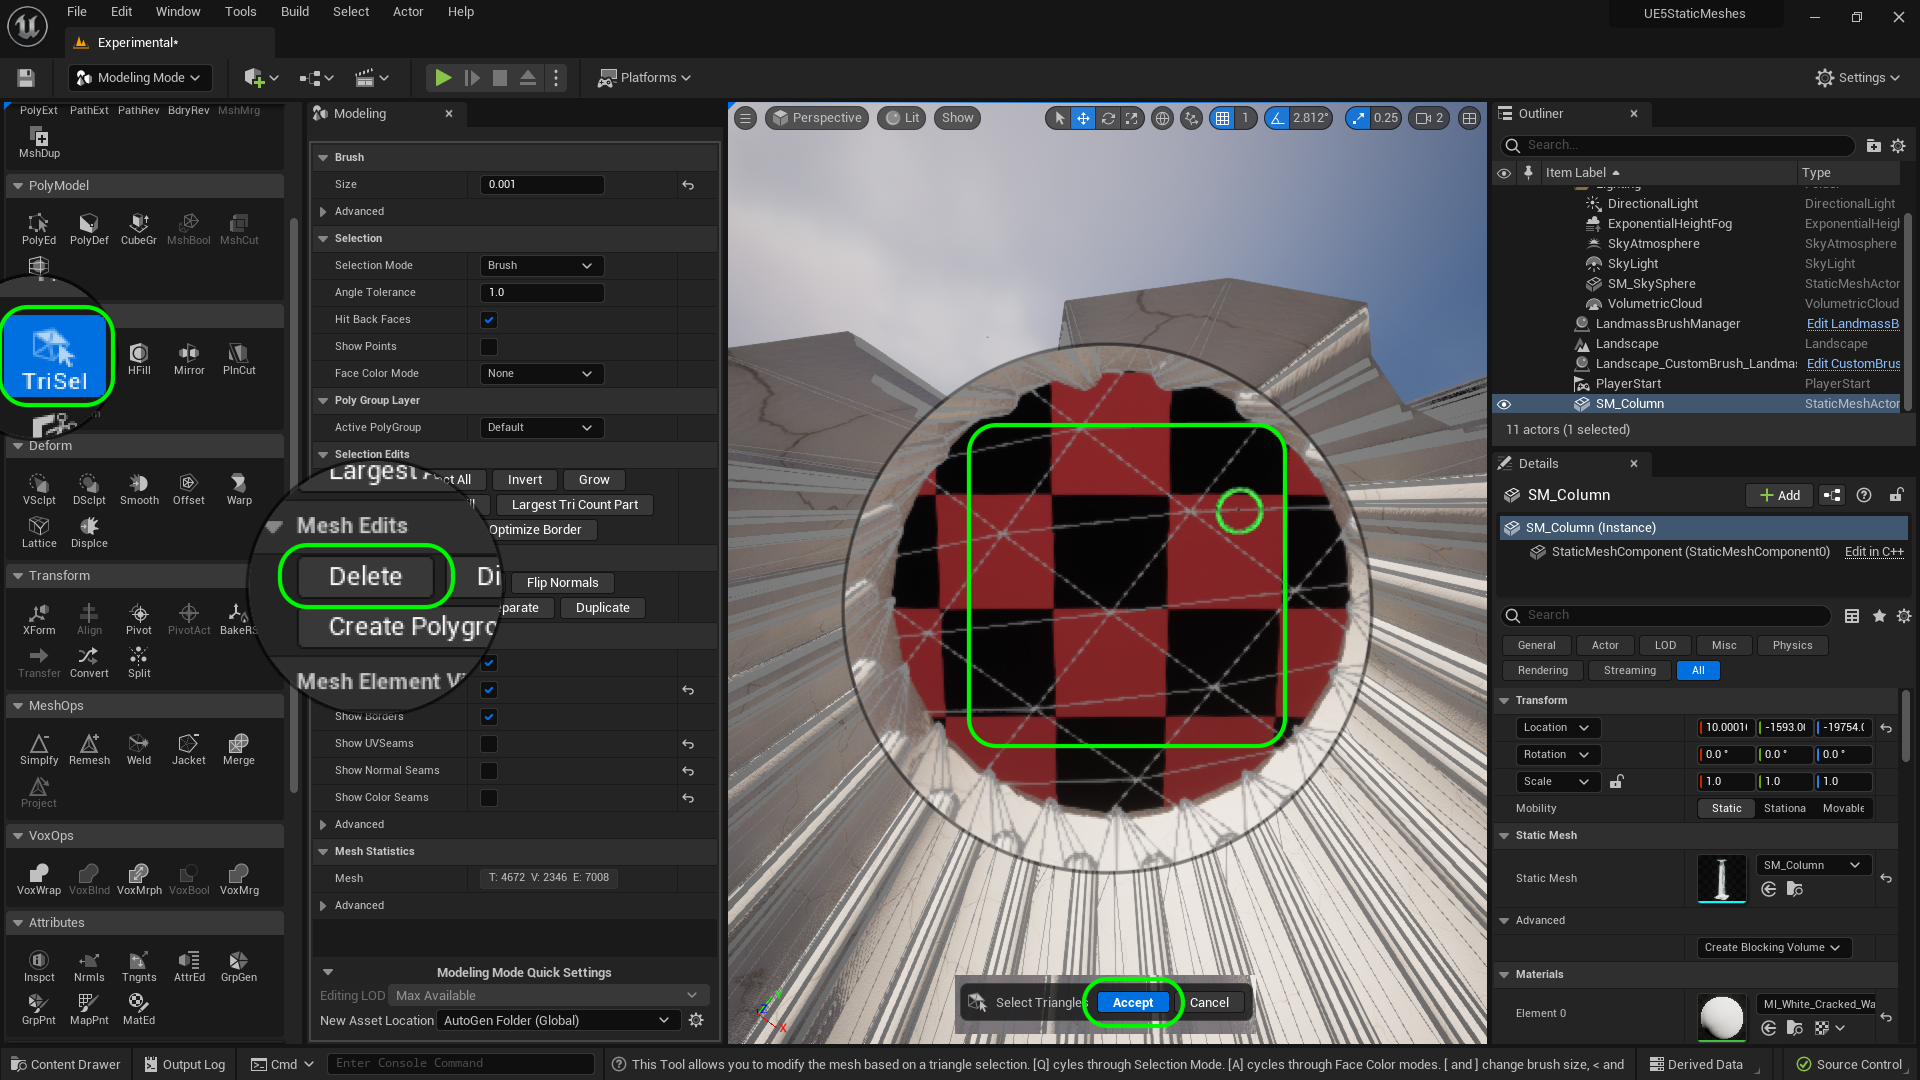 File Edit Window Tools Build Select Actor Help
UE5StaticMeshes
Experimental*
Modeling Mode
Platforms
Settings
PolyExt PathExt PathRev BdryRev MshMrg
MshDup
PolyModel
PolyEd PolyDef CubeGr MshBool MshCut
TriSel HFill Mirror PlnCut
Deform
VSclpt DSclpt Smooth Offset Warp
Lattice Displce
Transform
XForm Align Pivot PivotAct BakeRS
Transfer Convert Split
MeshOps
Simplfy Remesh Weld Jacket Merge
Project
VoxOps
VoxWrap VoxBlnd VoxMrph VoxBool VoxMrg
Attributes
Inspct Nrmls Tngnts AttrEd GrpGen
GrpPnt MapPnt MatEd
Modeling
Brush
Size 0.001
Advanced
Selection
Selection Mode Brush
Angle Tolerance 1.0
Hit Back Faces
Show Points
Face Color Mode None
Poly Group Layer
Active PolyGroup Default
Selection Edits
Largest ct All Invert Grow
Largest Tri Count Part
Optimize Border
Mesh Edits
Delete Di Flip Normals
parate Duplicate
Create Polygro
Mesh Element Vi
Show Borders
Show UVSeams
Show Normal Seams
Show Color Seams
Advanced
Mesh Statistics
Mesh T: 4672 V: 2346 E: 7008
Advanced
Modeling Mode Quick Settings
Editing LOD Max Available
New Asset Location AutoGen Folder (Global)
Perspective Lit Show 1 2.812° 0.25 2
Select Triangles Accept Cancel
Outliner
Search...
Item Label Type
Lighting Folder
DirectionalLight DirectionalLight
ExponentialHeightFog ExponentialHeigl
SkyAtmosphere SkyAtmosphere
SkyLight SkyLight
SM_SkySphere StaticMeshActor
VolumetricCloud VolumetricCloud
LandmassBrushManager Edit LandmassB
Landscape Landscape
Landscape_CustomBrush_Landmas Edit CustomBrus
PlayerStart PlayerStart
SM_Column StaticMeshActor
11 actors (1 selected)
Details
SM_Column Add
SM_Column (Instance)
StaticMeshComponent (StaticMeshComponent0) Edit in C++
Search
General Actor LOD Misc Physics
Rendering Streaming All
Transform
Location 10.0001 -1593.0 -19754.
Rotation 0.0 ° 0.0 ° 0.0 °
Scale 1.0 1.0 1.0
Mobility Static Stationa Movable
Static Mesh
Static Mesh SM_Column
Advanced
Create Blocking Volume
Materials
Element 0 MI_White_Cracked_Wa
Content Drawer Output Log Cmd Enter Console Command
This Tool allows you to modify the mesh based on a triangle selection. [Q] cyles through Selection Mode. [A] cycles through Face Color modes. [ and ] change brush size, < and
Derived Data Source Control